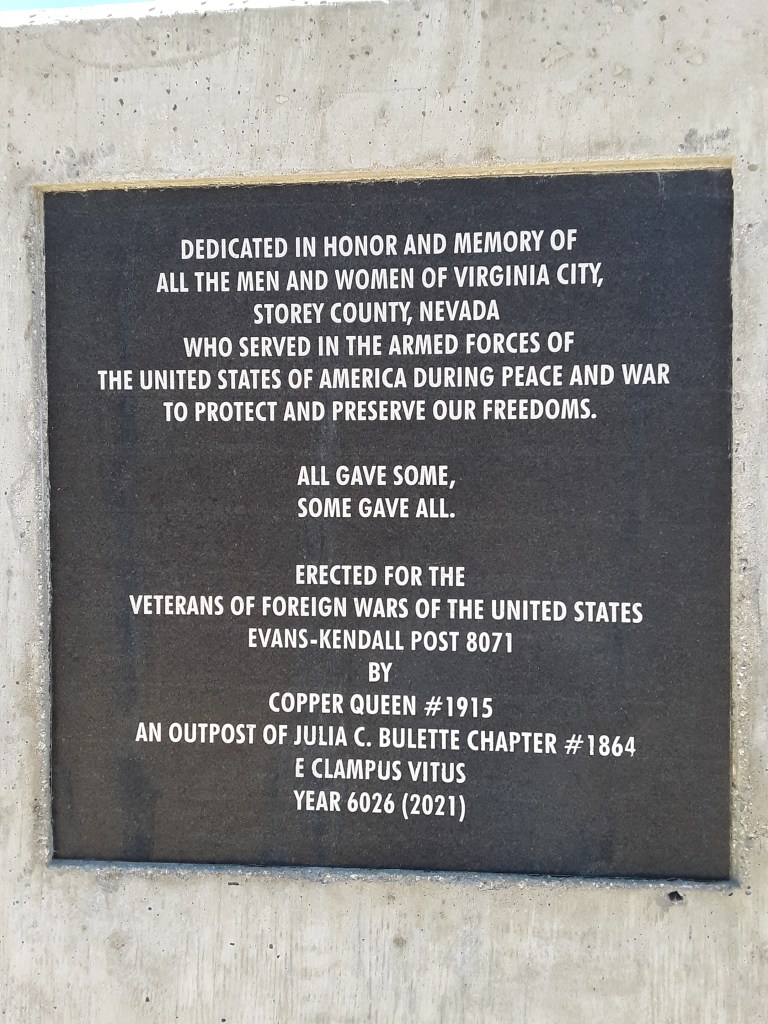 DEDICATED IN HONOR AND MEMORY OF
ALL THE MEN AND WOMEN OF VIRGINIA CITY,
STOREY COUNTY, NEVADA
WHO SERVED IN THE ARMED FORCES OF
THE UNITED STATES OF AMERICA DURING PEACE AND WAR
TO PROTECT AND PRESERVE OUR FREEDOMS.
ALL GAVE SOME,
SOME GAVE ALL.
ERECTED FOR THE
VETERANS OF FOREIGN WARS OF THE UNITED STATES
EVANS-KENDALL POST 8071
BY
COPPER QUEEN #1915
AN OUTPOST OF JULIA C. BULETTE CHAPTER #1864
E CLAMPUS VITUS
YEAR 6026 (2021)